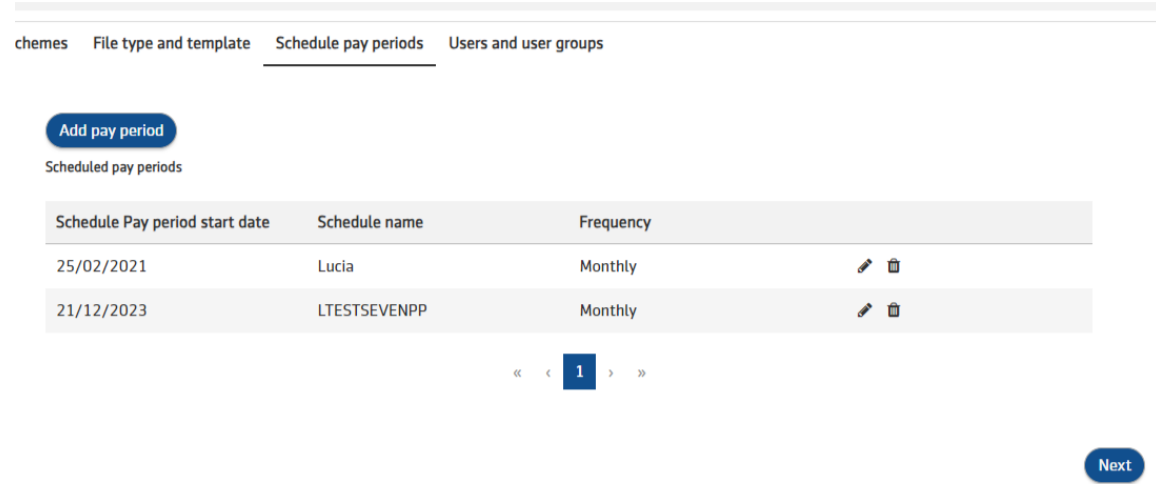 chemes File type and template Schedule pay periods Users and user groups
Add pay period
Scheduled pay periods
Schedule Pay period start date Schedule name Frequency
25/02/2021 Lucia Monthly
21/12/2023 LTESTSEVENPP Monthly
« ‹ 1 › »
Next